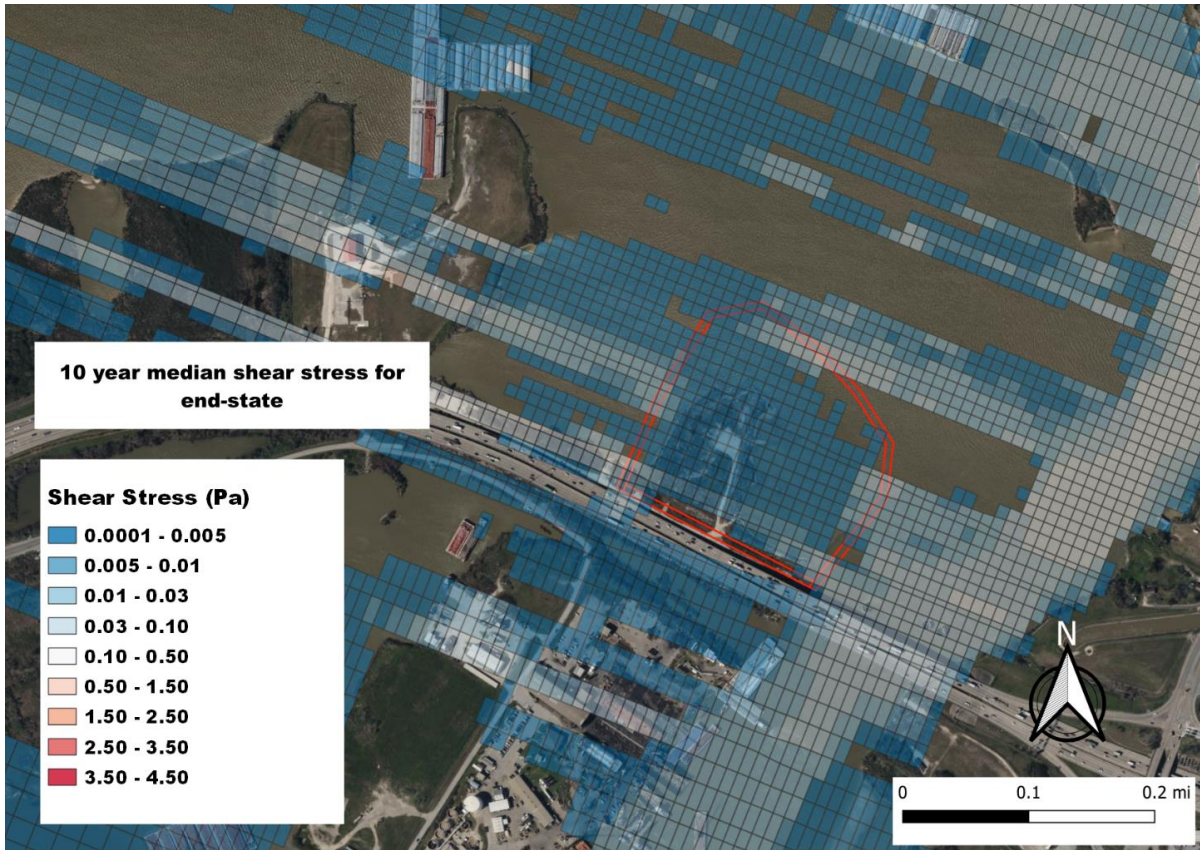 10 year median shear stress for
end-state
Shear Stress (Pa)
0.0001 - 0.005
0.005 - 0.01
0.01 - 0.03
0.03 - 0.10
0.10 - 0.50
0.50 - 1.50
1.50 - 2.50
2.50 - 3.50
3.50 - 4.50
N
0 0.1 0.2 mi